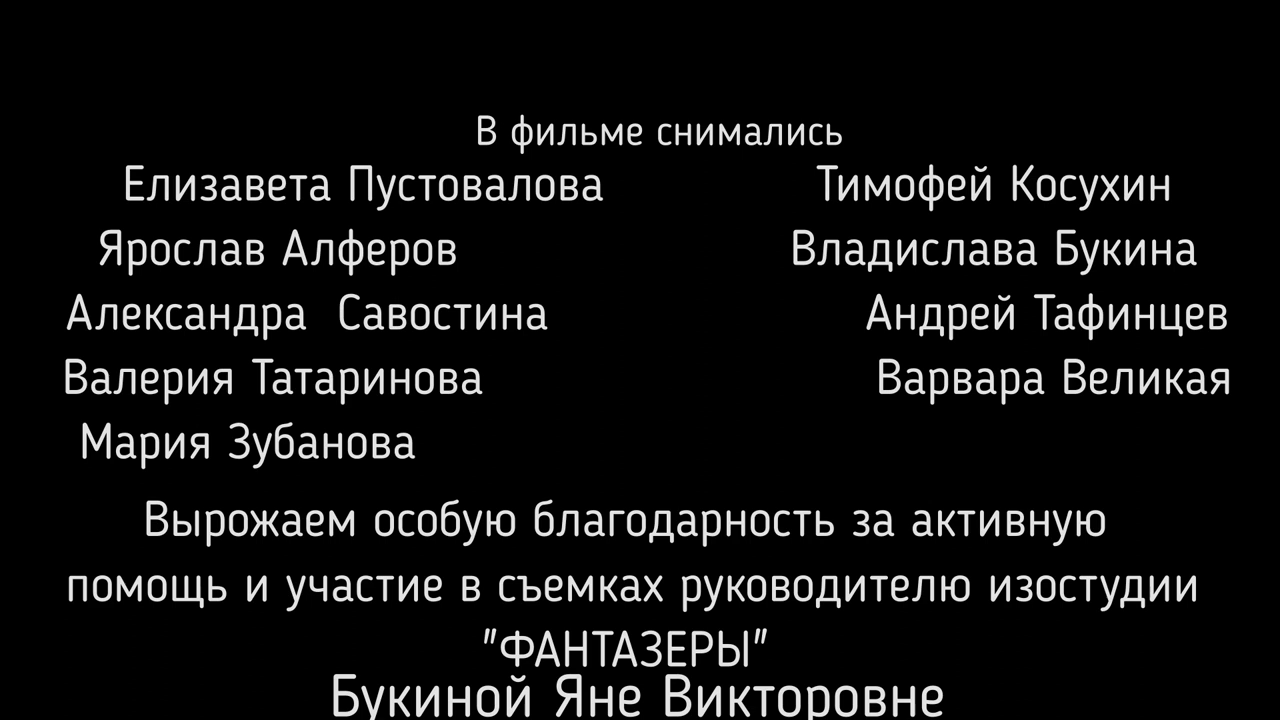 В фильме снимались
Елизавета Пустовалова Тимофей Косухин
Ярослав Алферов Владислава Букина
Александра Савостина Андрей Тафинцев
Валерия Татаринова Варвара Великая
Мария Зубанова
Вырожаем особую благодарность за активную
помощь и участие в съемках руководителю изостудии
"ФАНТАЗЕРЫ"
Букиной Яне Викторовне